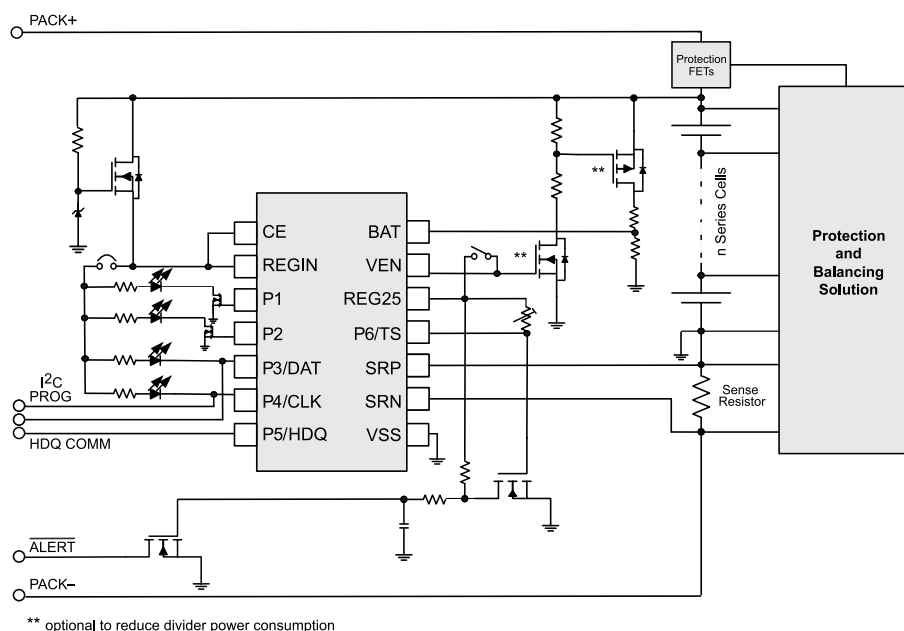 PACK+
Protection
FETs
**
n Series Cells
Protection
and
Balancing
Solution
CE
BAT
REGIN
VEN
**
P1
REG25
P2
P6/TS
P3/DAT
SRP
I²C
PROG
P4/CLK
SRN
Sense
Resistor
HDQ COMM
P5/HDQ
VSS
ALERT
PACK–
** optional to reduce divider power consumption